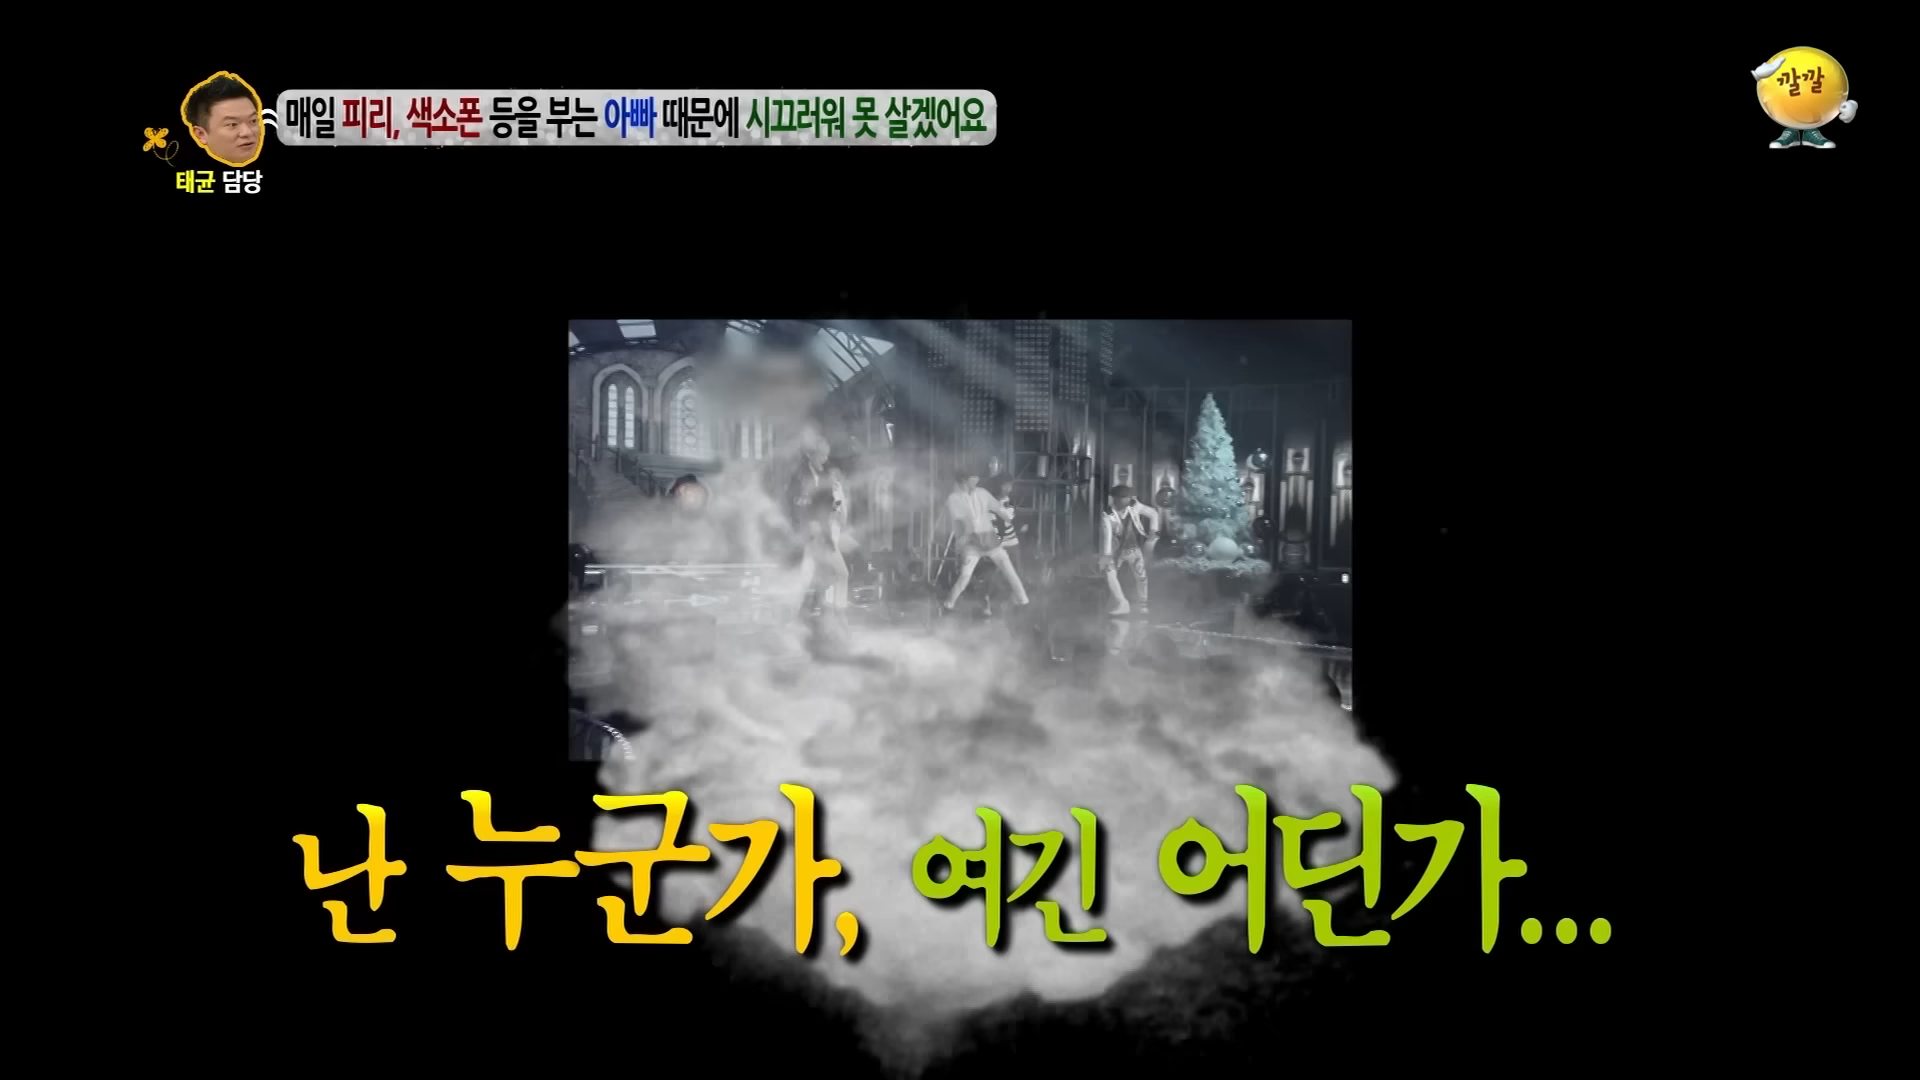 매일 피리, 색소폰 등을 부는 아빠 때문에 시끄러워 못 살겠어요
깔깔
태균 담당
난 누군가, 여긴 어딘가...